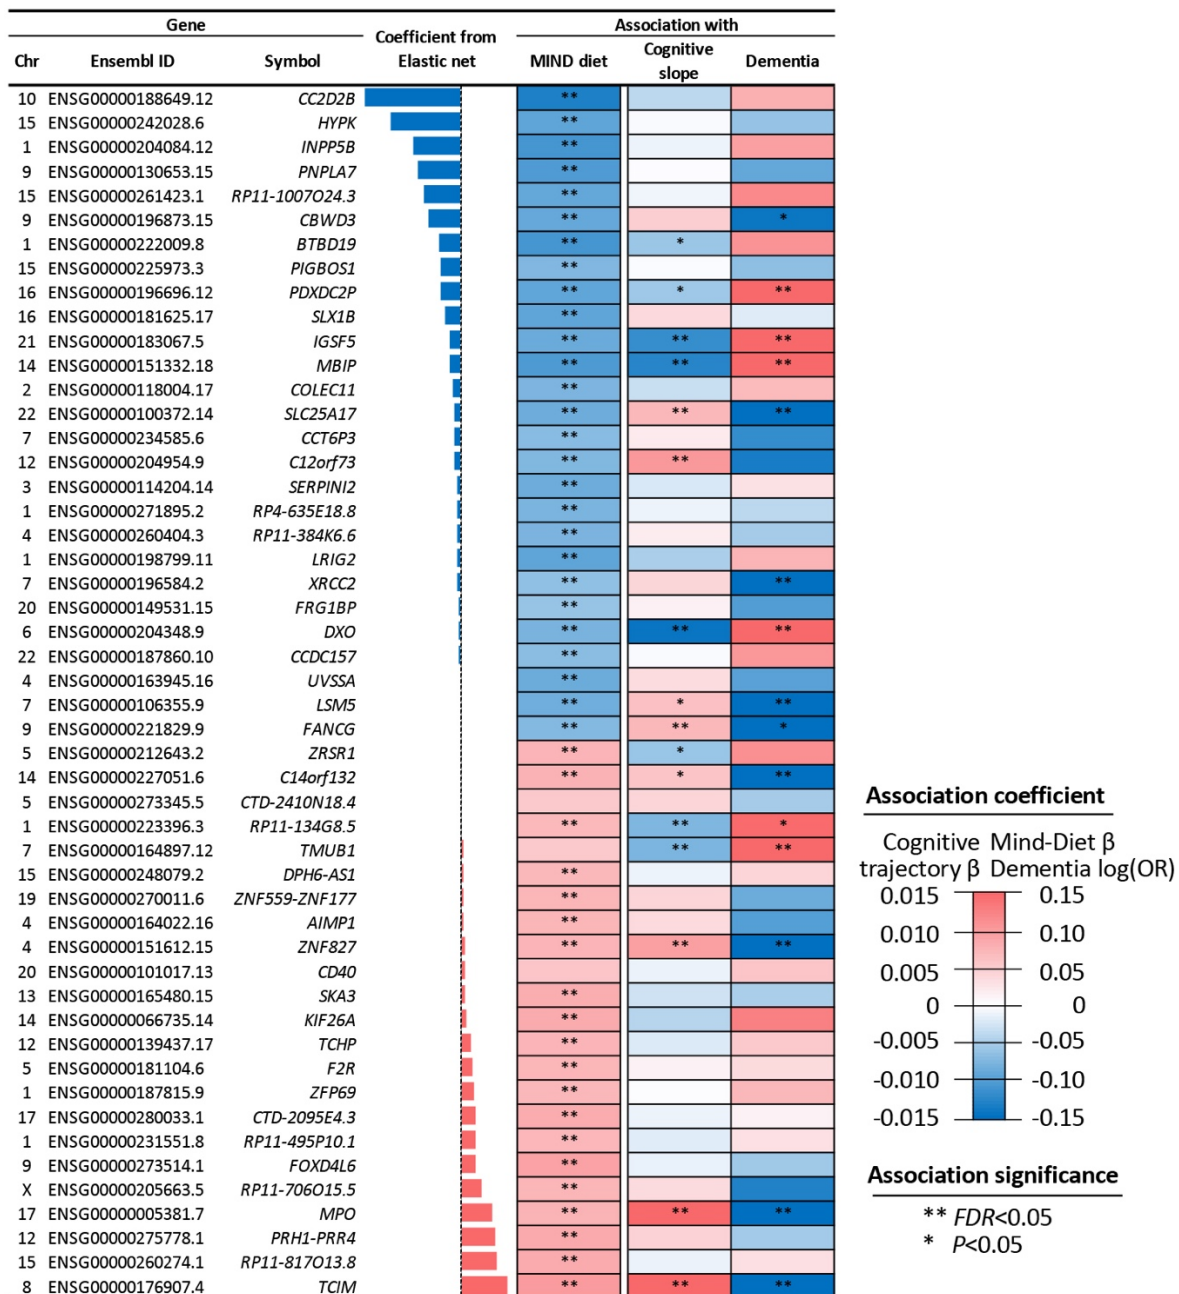 Gene Coefficient from Association with
Chr Ensembl ID Symbol Elastic net MIND diet Cognitive slope Dementia
10 ENSG00000188649.12 CC2D2B **
15 ENSG00000242028.6 HYPK **
1 ENSG00000204084.12 INPP5B **
9 ENSG00000130653.15 PNPLA7 **
15 ENSG00000261423.1 RP11-1007O24.3 **
9 ENSG00000196873.15 CBWD3 ** *
1 ENSG00000222009.8 BTBD19 ** *
15 ENSG00000225973.3 PIGBOS1 **
16 ENSG00000196696.12 PDXDC2P ** * **
16 ENSG00000181625.17 SLX1B **
21 ENSG00000183067.5 IGSF5 ** ** **
14 ENSG00000151332.18 MBIP ** ** **
2 ENSG00000118004.17 COLEC11 **
22 ENSG00000100372.14 SLC25A17 ** ** **
7 ENSG00000234585.6 CCT6P3 **
12 ENSG00000204954.9 C12orf73 ** **
3 ENSG00000114204.14 SERPINI2 **
1 ENSG00000271895.2 RP4-635E18.8 **
4 ENSG00000260404.3 RP11-384K6.6 **
1 ENSG00000198799.11 LRIG2 **
7 ENSG00000196584.2 XRCC2 ** **
20 ENSG00000149531.15 FRG1BP **
6 ENSG00000204348.9 DXO ** ** **
22 ENSG00000187860.10 CCDC157 **
4 ENSG00000163945.16 UVSSA **
7 ENSG00000106355.9 LSM5 ** * **
9 ENSG00000221829.9 FANCG ** ** *
5 ENSG00000212643.2 ZRSR1 ** *
14 ENSG00000227051.6 C14orf132 ** * **
5 ENSG00000273345.5 CTD-2410N18.4
1 ENSG00000223396.3 RP11-134G8.5 ** ** *
7 ENSG00000164897.12 TMUB1 ** **
15 ENSG00000248079.2 DPH6-AS1 **
19 ENSG00000270011.6 ZNF559-ZNF177 **
4 ENSG00000164022.16 AIMP1 **
4 ENSG00000151612.15 ZNF827 ** ** **
20 ENSG00000101017.13 CD40
13 ENSG00000165480.15 SKA3 **
14 ENSG00000066735.14 KIF26A **
12 ENSG00000139437.17 TCHP **
5 ENSG00000181104.6 F2R **
1 ENSG00000187815.9 ZFP69 **
17 ENSG00000280033.1 CTD-2095E4.3 **
1 ENSG00000231551.8 RP11-495P10.1 **
9 ENSG00000273514.1 FOXD4L6 **
X ENSG00000205663.5 RP11-706O15.5 **
17 ENSG00000005381.7 MPO ** ** **
12 ENSG00000275778.1 PRH1-PRR4 **
15 ENSG00000260274.1 RP11-817O13.8 **
8 ENSG00000176907.4 TCIM ** ** **
Association coefficient
Cognitive Mind-Diet β
trajectory β Dementia log(OR)
0.015 0.15
0.010 0.10
0.005 0.05
0 0
-0.005 -0.05
-0.010 -0.10
-0.015 -0.15
Association significance
** FDR<0.05
* P<0.05